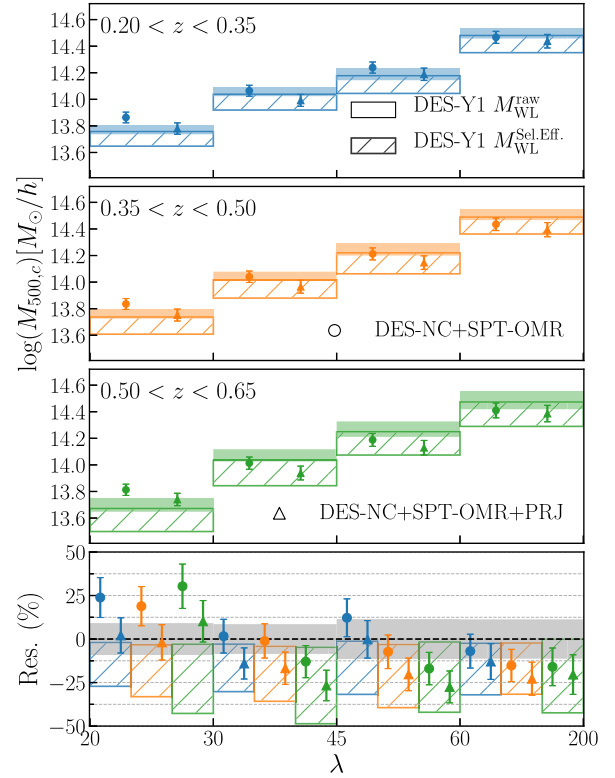 14.6
14.4
14.2
14.0
13.8
13.6
0.20 < z < 0.35
DES-Y1 M_WL^raw
DES-Y1 M_WL^Sel.Eff.
14.6
14.4
14.2
14.0
13.8
13.6
0.35 < z < 0.50
DES-NC+SPT-OMR
log(M_500,c)[M_⊙/h]
14.6
14.4
14.2
14.0
13.8
13.6
0.50 < z < 0.65
DES-NC+SPT-OMR+PRJ
50
25
0
−25
−50
Res. (%)
20
30
45
60
200
λ